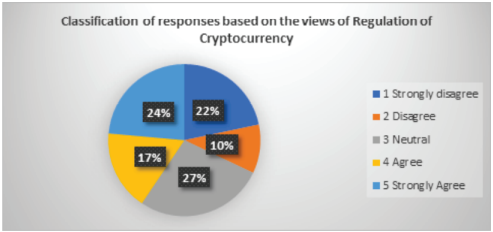 Classification of responses based on the views of Regulation of
Cryptocurrency
24%
22%
10%
17%
27%
1 Strongly disagree
2 Disagree
3 Neutral
4 Agree
5 Strongly Agree